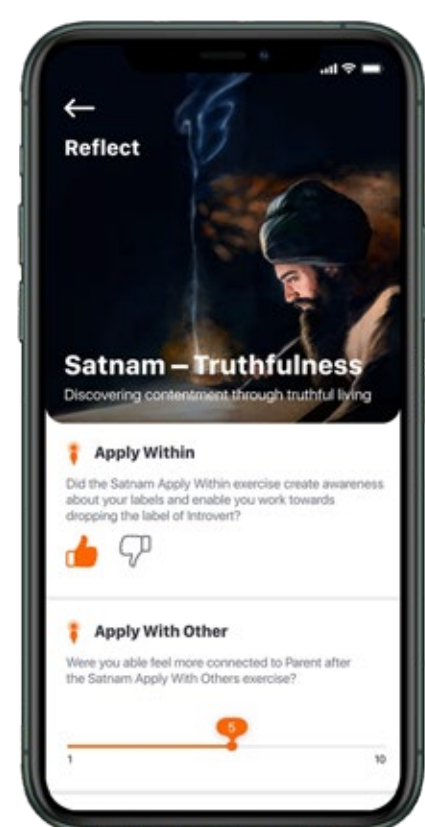 Reflect
Satnam – Truthfulness
Discovering contentment through truthful living
Apply Within
Did the Satnam Apply Within exercise create awareness
about your labels and enable you work towards
dropping the label of Introvert?
Apply With Other
Were you able feel more connected to Parent after
the Satnam Apply With Others exercise?
5
1 10